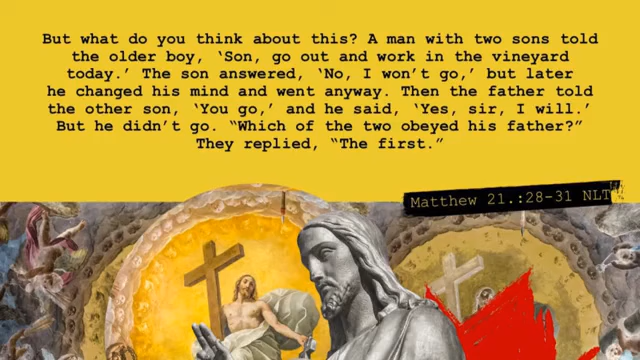 But what do you think about this? A man with two sons told
the older boy, ‘Son, go out and work in the vineyard
today.’ The son answered, ‘No, I won’t go,’ but later
he changed his mind and went anyway. Then the father told
the other son, ‘You go,’ and he said, ‘Yes, sir, I will.’
But he didn’t go. “Which of the two obeyed his father?”
They replied, “The first.”
Matthew 21.:28-31 NLT